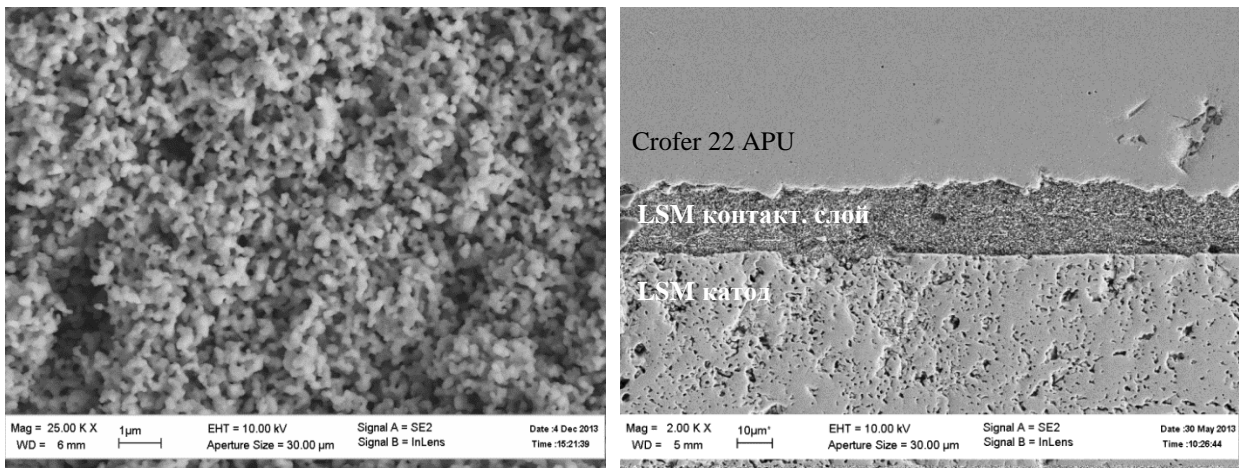 Mag = 25.00 K X
WD = 6 mm
1µm
EHT = 10.00 kV
Aperture Size = 30.00 µm
Signal A = SE2
Signal B = InLens
Date :4 Dec 2013
Time :15:21:39
Crofer 22 APU
LSM контакт. слой
LSM катод
Mag = 2.00 K X
WD = 5 mm
10µm*
EHT = 10.00 kV
Aperture Size = 30.00 µm
Signal A = SE2
Signal B = InLens
Date :30 May 2013
Time :10:26:44